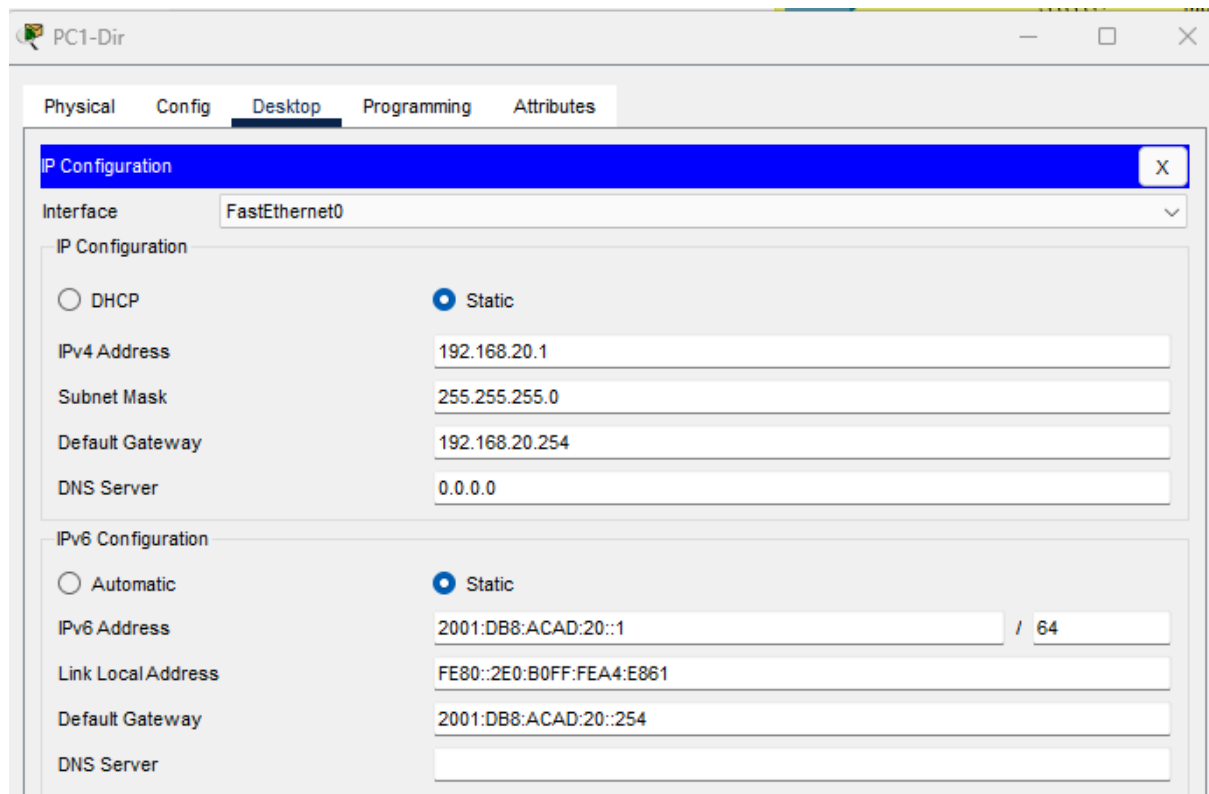 PC1-Dir
Physical Config Desktop Programming Attributes
IP Configuration X
Interface FastEthernet0
IP Configuration
DHCP Static
IPv4 Address 192.168.20.1
Subnet Mask 255.255.255.0
Default Gateway 192.168.20.254
DNS Server 0.0.0.0
IPv6 Configuration
Automatic Static
IPv6 Address 2001:DB8:ACAD:20::1 / 64
Link Local Address FE80::2E0:B0FF:FEA4:E861
Default Gateway 2001:DB8:ACAD:20::254
DNS Server